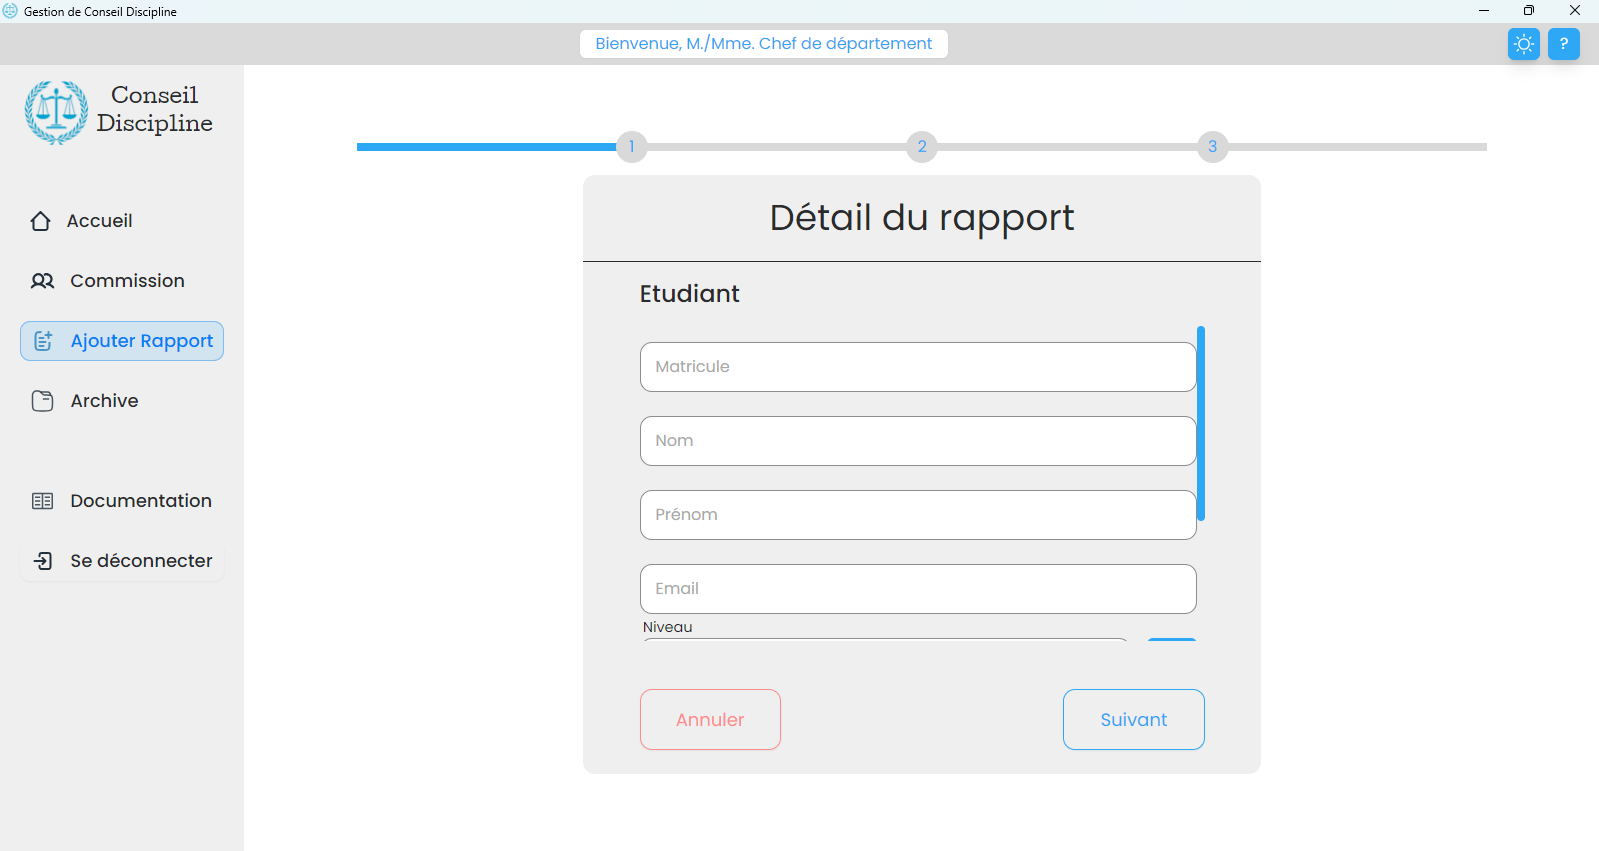 Gestion de Conseil Discipline
Bienvenue, M./Mme. Chef de département
?
Conseil
Discipline
Accueil
Commission
Ajouter Rapport
Archive
Documentation
Se déconnecter
1
2
3
Détail du rapport
Etudiant
Matricule
Nom
Prénom
Email
Niveau
Annuler
Suivant